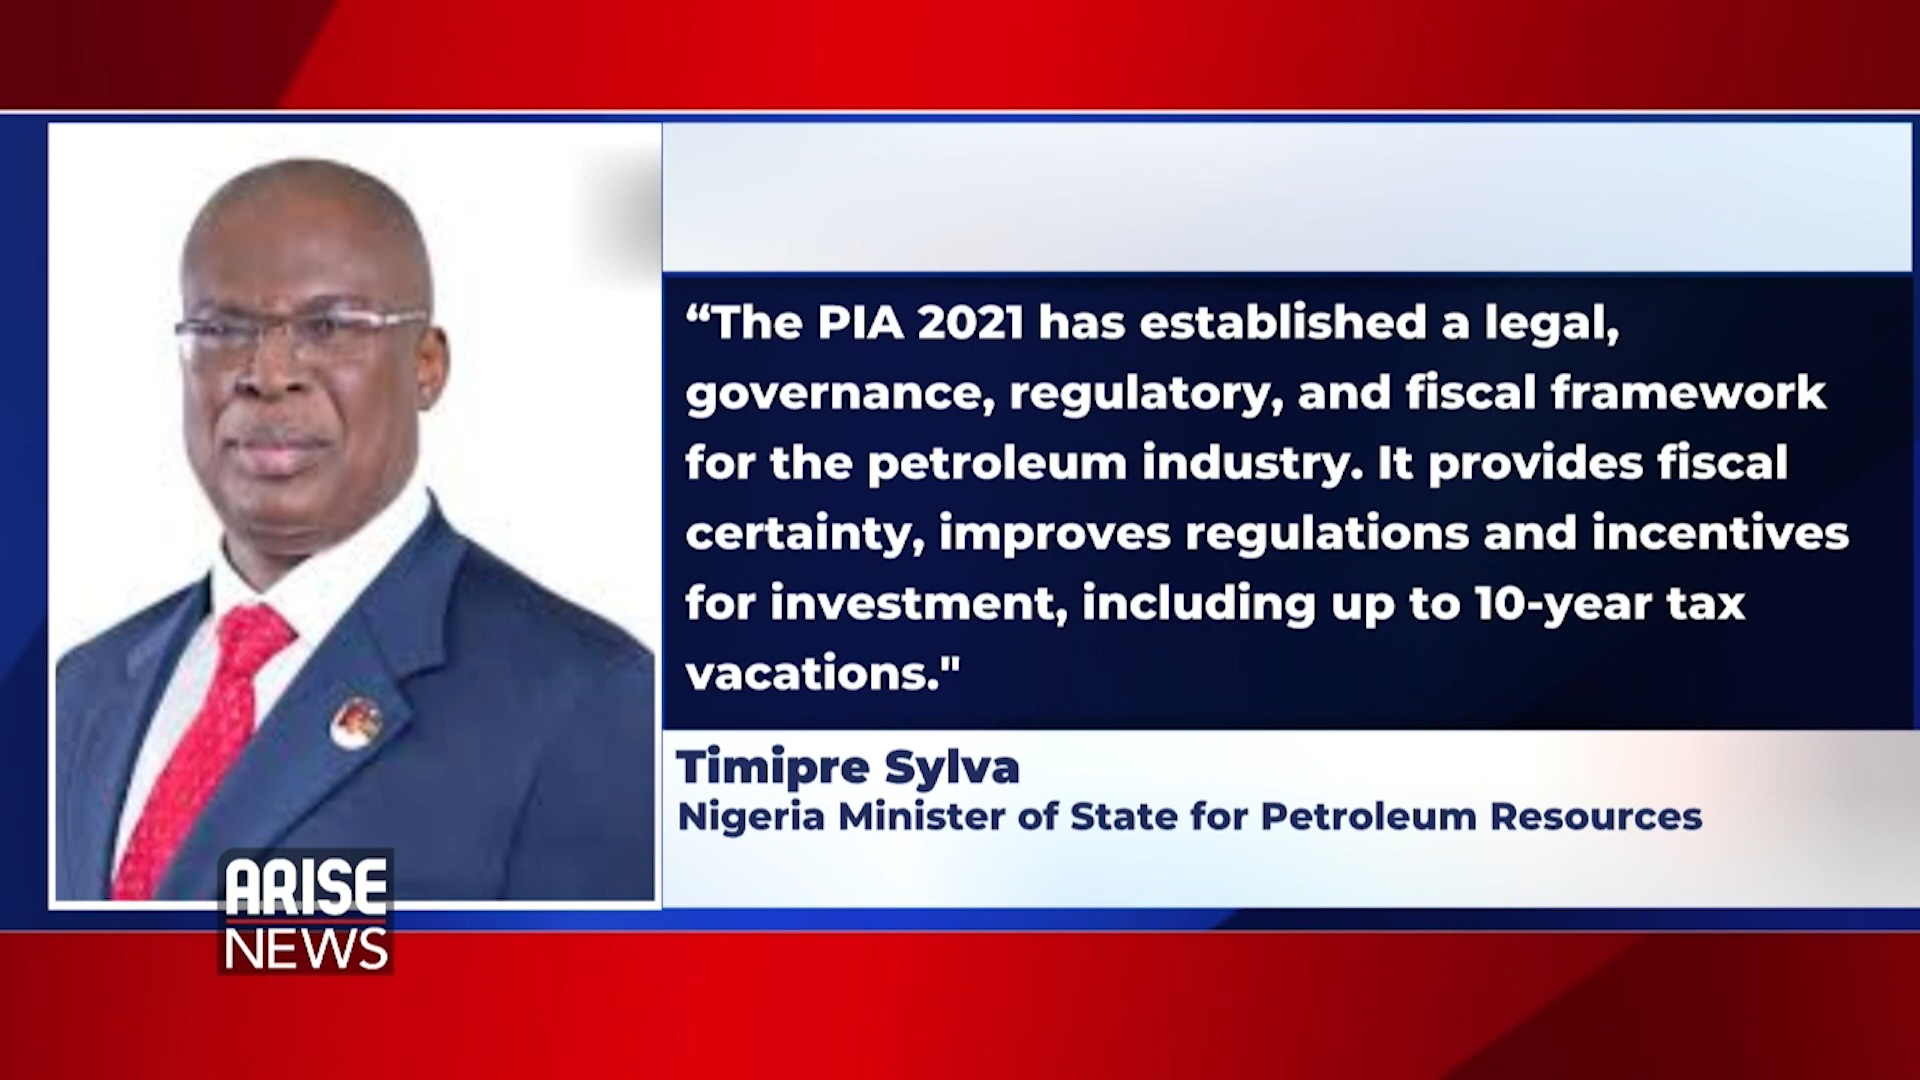 “The PIA 2021 has established a legal,
governance, regulatory, and fiscal framework
for the petroleum industry. It provides fiscal
certainty, improves regulations and incentives
for investment, including up to 10-year tax
vacations."
Timipre Sylva
Nigeria Minister of State for Petroleum Resources
ARISE
NEWS